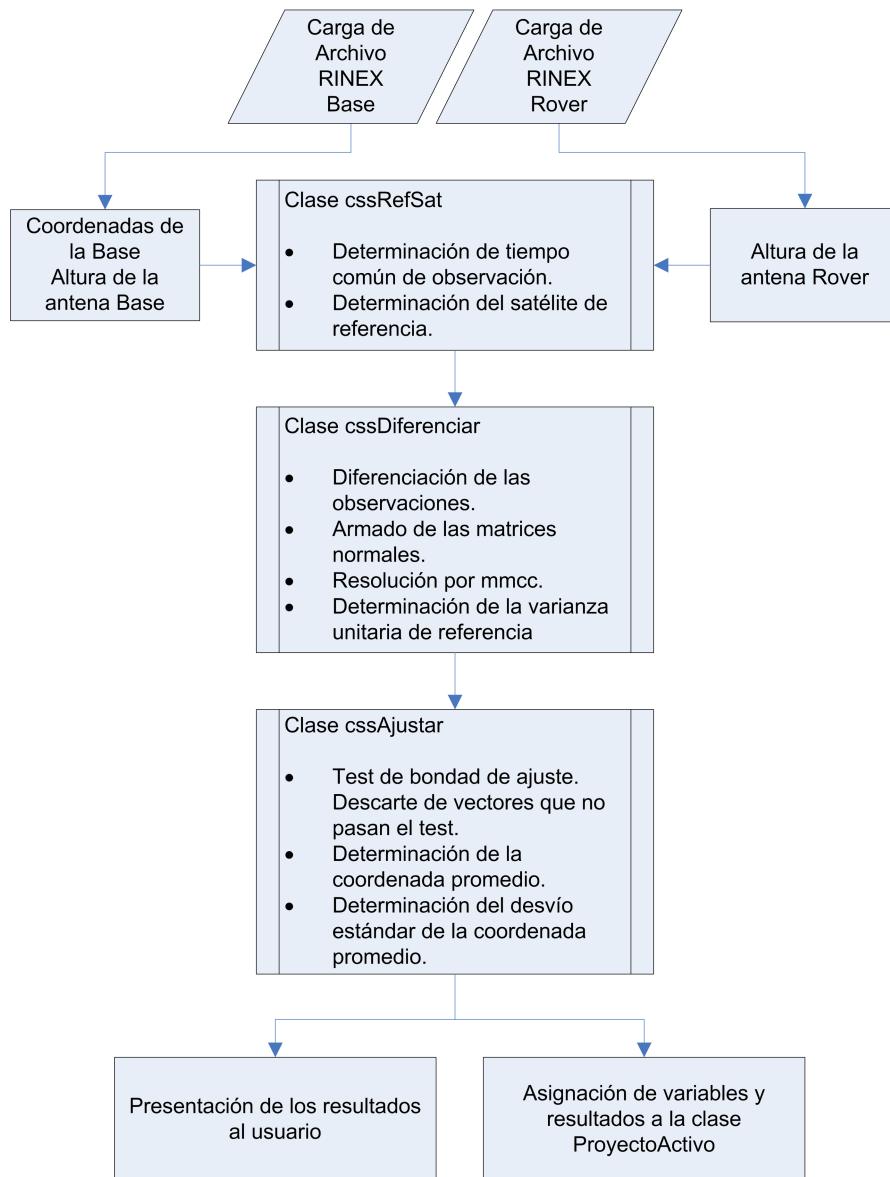 Carga de
Archivo
RINEX
Base
Carga de
Archivo
RINEX
Rover
Coordenadas de
la Base
Altura de la
antena Base
Clase cssRefSat
• Determinación de tiempo
común de observación.
• Determinación del satélite de
referencia.
Altura de la
antena Rover
Clase cssDiferenciar
• Diferenciación de las
observaciones.
• Armado de las matrices
normales.
• Resolución por mmcc.
• Determinación de la varianza
unitaria de referencia
Clase cssAjustar
• Test de bondad de ajuste.
Descarte de vectores que no
pasan el test.
• Determinación de la
coordenada promedio.
• Determinación del desvío
estándar de la coordenada
promedio.
Presentación de los resultados
al usuario
Asignación de variables y
resultados a la clase
ProyectoActivo